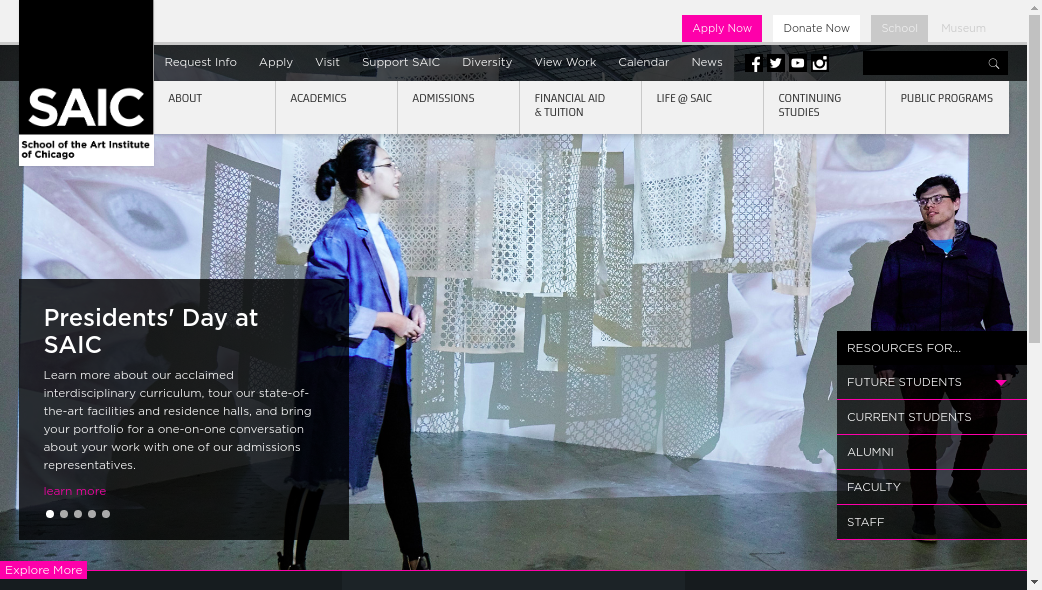 Apply Now
Donate Now
School
Museum
Request Info
Apply
Visit
Support SAIC
Diversity
View Work
Calendar
News
SAIC
School of the Art Institute
of Chicago
ABOUT
ACADEMICS
ADMISSIONS
FINANCIAL AID
& TUITION
LIFE @ SAIC
CONTINUING
STUDIES
PUBLIC PROGRAMS
Presidents' Day at
SAIC
Learn more about our acclaimed
interdisciplinary curriculum, tour our state-of-
the-art facilities and residence halls, and bring
your portfolio for a one-on-one conversation
about your work with one of our admissions
representatives.
learn more
RESOURCES FOR...
FUTURE STUDENTS
CURRENT STUDENTS
ALUMNI
FACULTY
STAFF
Explore More